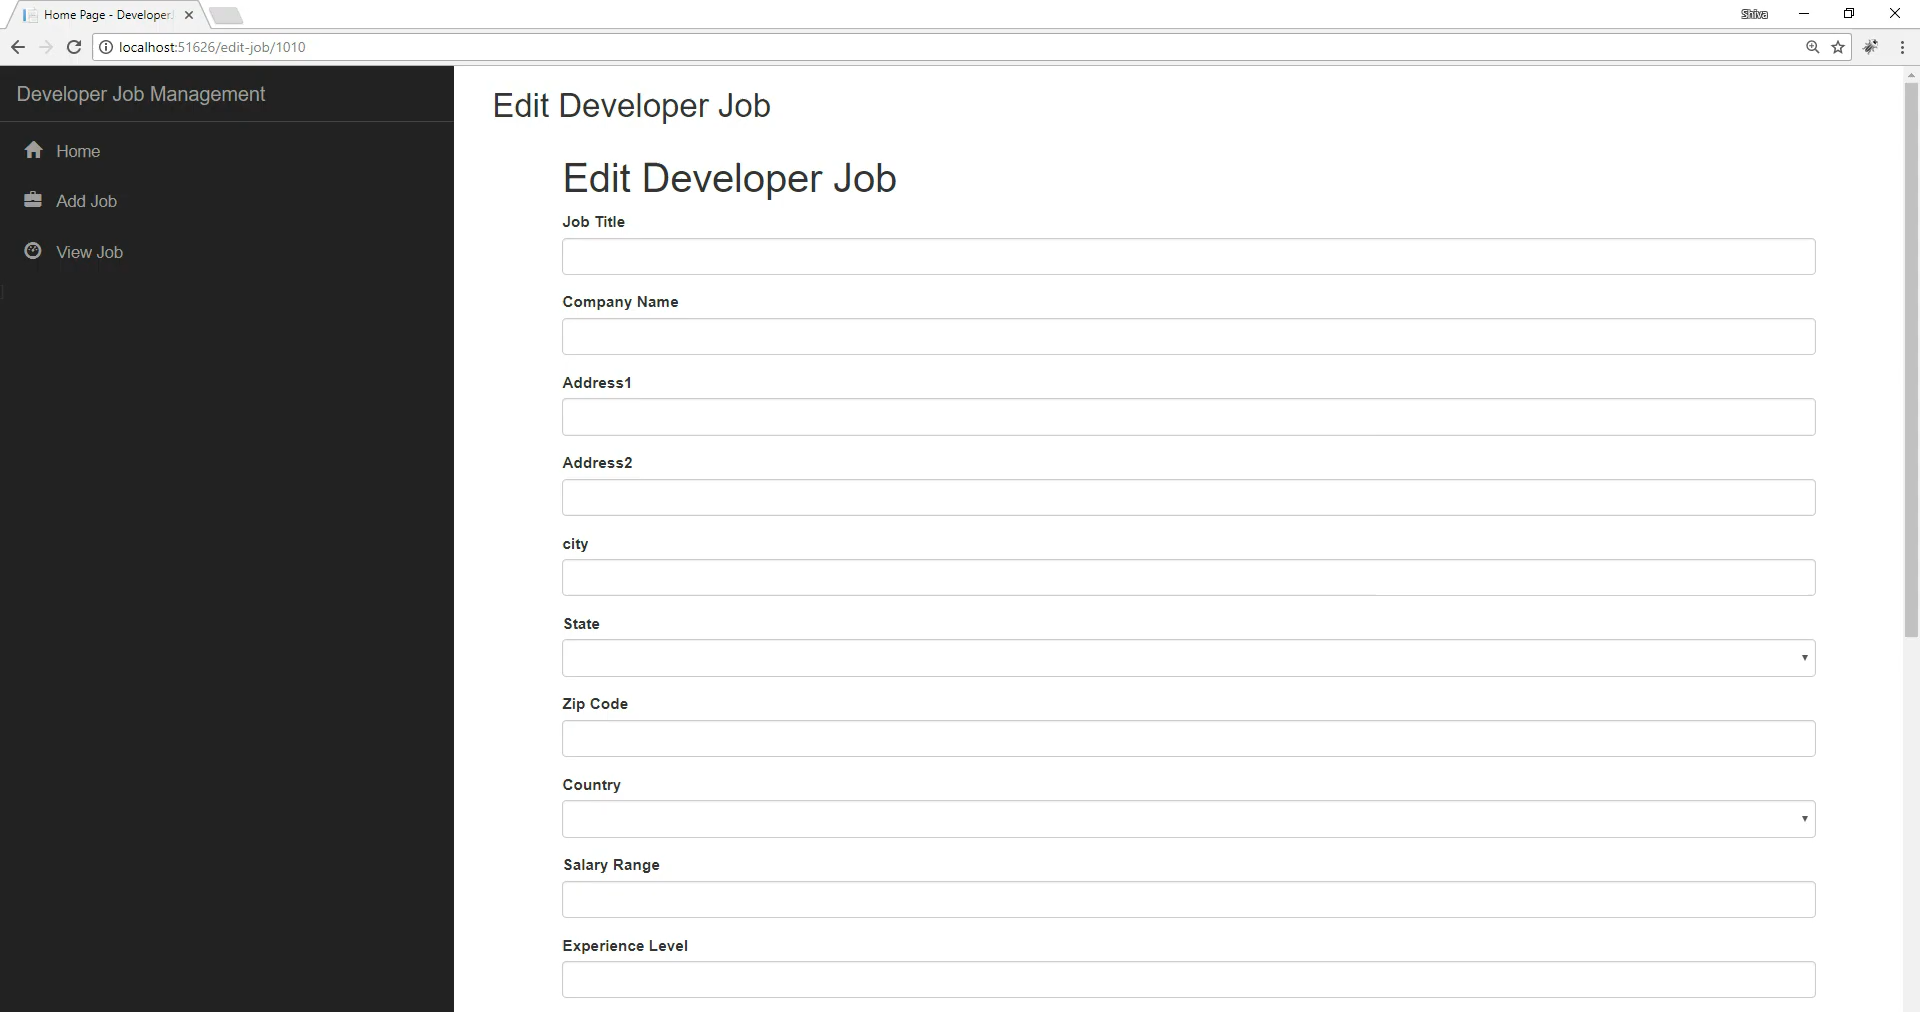 Home Page - Developer
Shiva
localhost:51626/edit-job/1010
Developer Job Management
Home
Add Job
View Job
Edit Developer Job
Edit Developer Job
Job Title
Company Name
Address1
Address2
city
State
Zip Code
Country
Salary Range
Experience Level